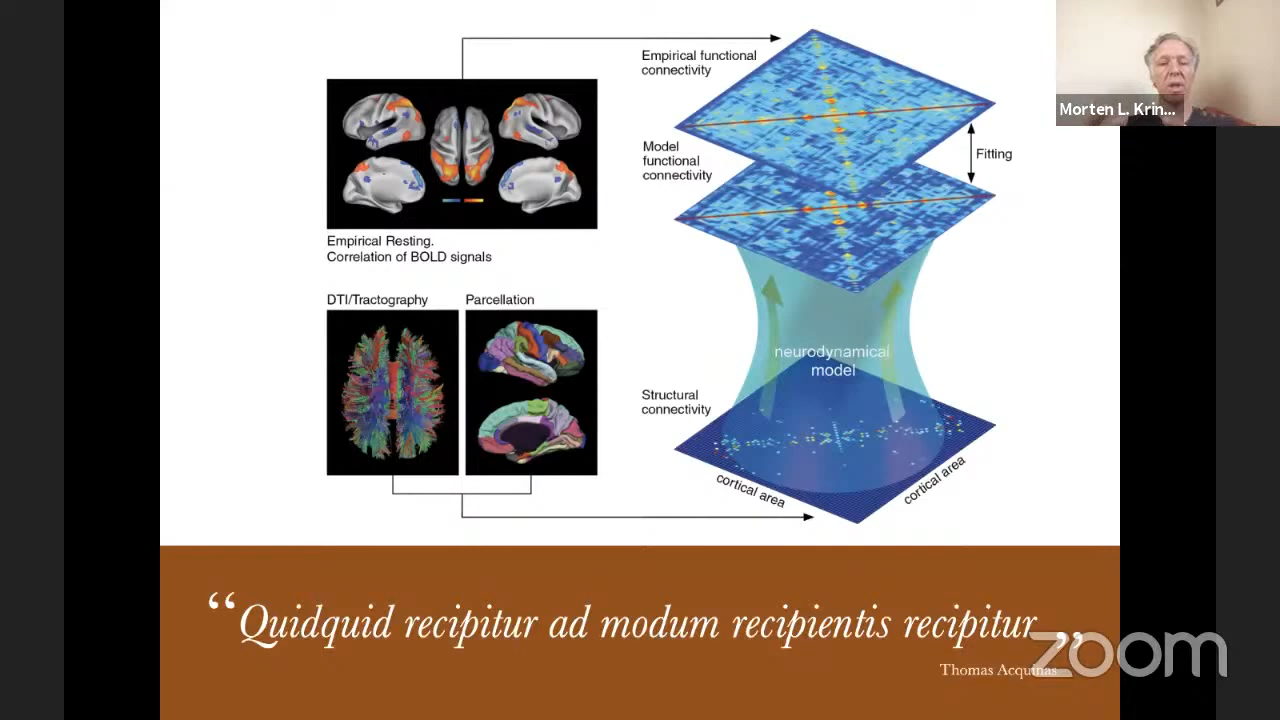 Empirical functional
connectivity
Morten L. Krin...
Model
functional
connectivity
Fitting
Empirical Resting.
Correlation of BOLD signals
DTI/Tractography
Parcellation
neurodynamical
model
Structural
connectivity
cortical area
cortical area
“Quidquid recipitur ad modum recipientis recipitur”
Thomas Acquinas
zoom